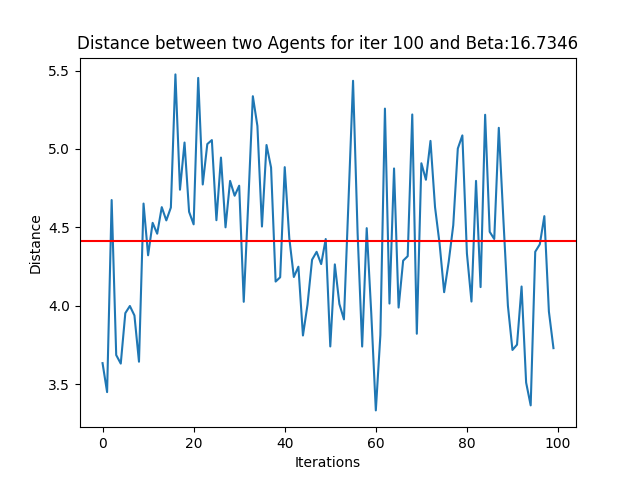 Distance between two Agents for iter 100 and Beta:16.7346
5.5
5.0
4.5
4.0
3.5
Distance
0 20 40 60 80 100
Iterations